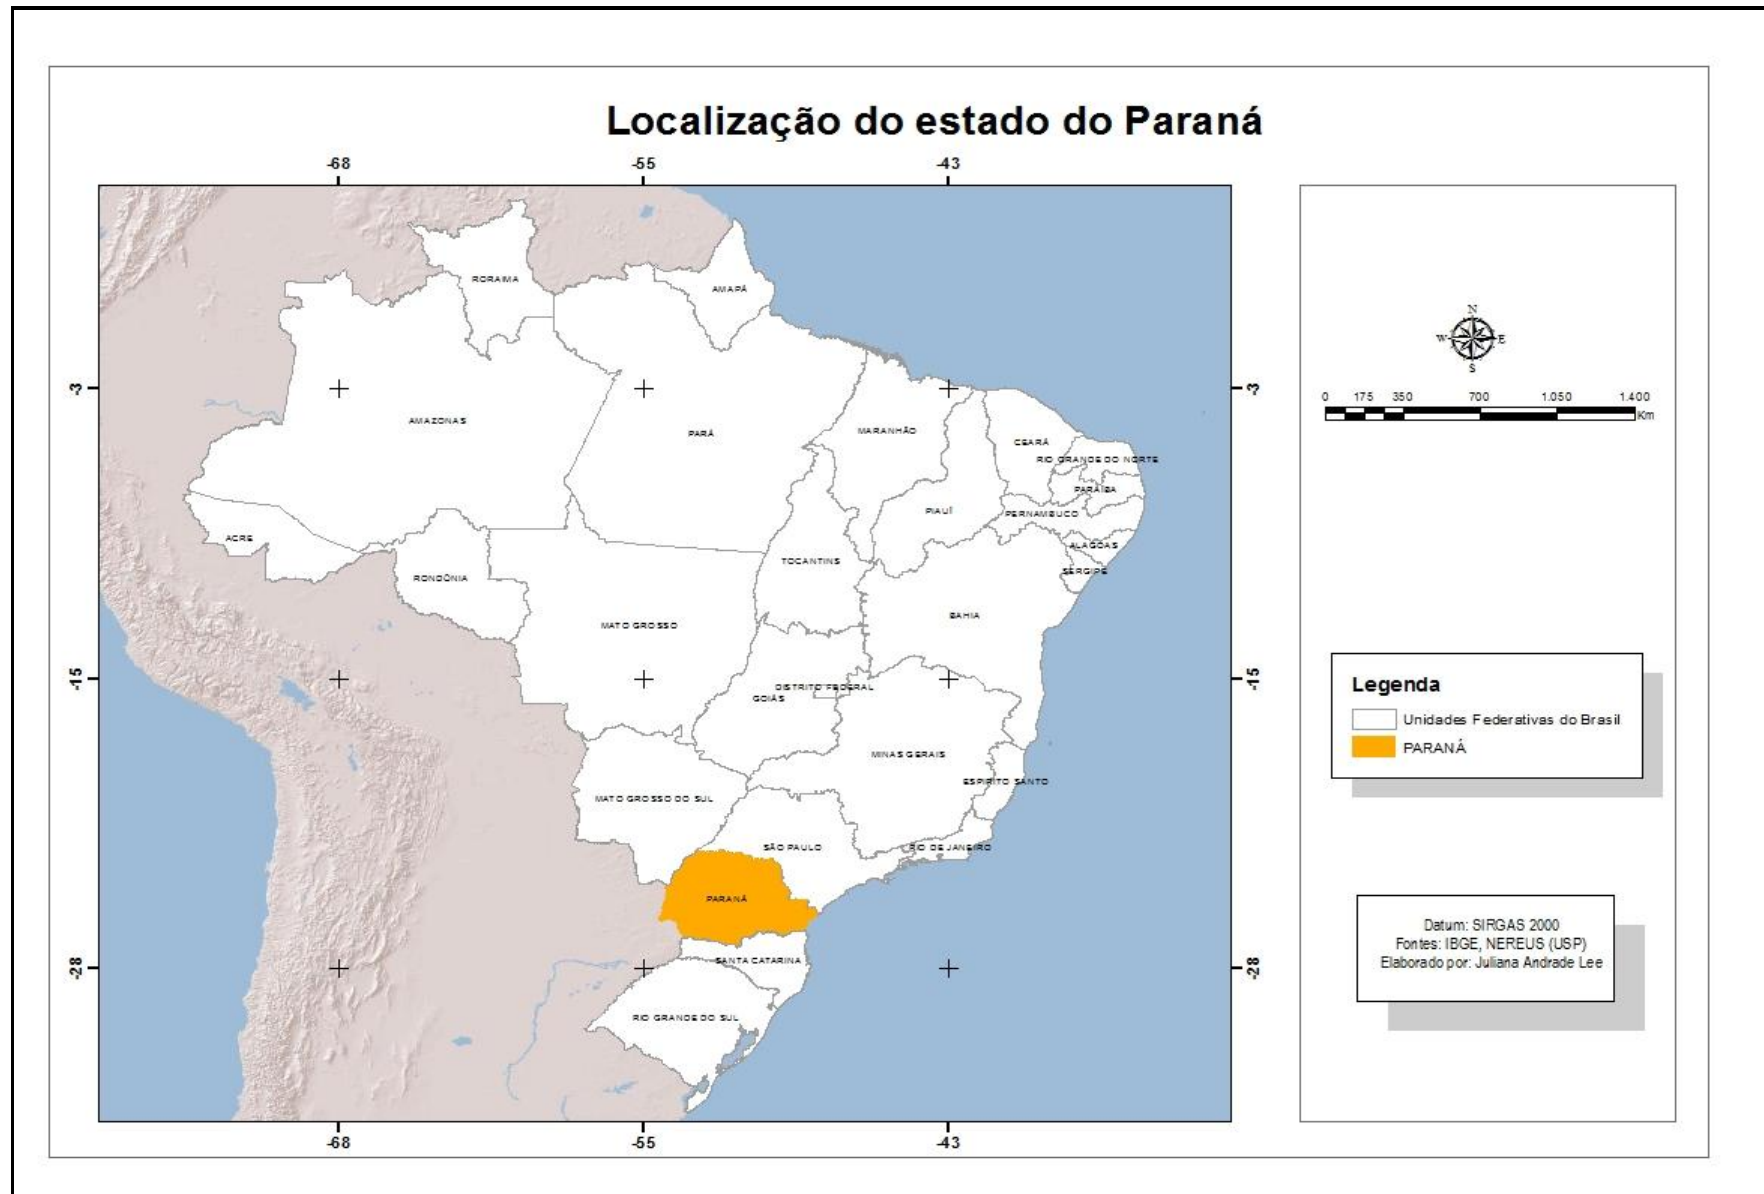 Localização do estado do Paraná
-68 -55 -43
RORAIMA
AMAPÁ
-3 -3
AMAZONAS
PARÁ
MARANHÃO
CEARÁ
RIO GRANDE DO NORTE
PARAÍBA
PIAUÍ
PERNAMBUCO
ACRE
ALAGOAS
TOCANTINS
SERGIPE
RONDÔNIA
BAHIA
MATO GROSSO
-15 -15
DISTRITO FEDERAL
GOIÁS
MINAS GERAIS
ESPIRITO SANTO
MATO GROSSO DO SUL
SÃO PAULO
RIO DE JANEIRO
PARANÁ
SANTA CATARINA
-28 -28
RIO GRANDE DO SUL
-68 -55 -43
N
W E
S
0 175 350 700 1.050 1.400
Km
Legenda
Unidades Federativas do Brasil
PARANÁ
Datum: SIRGAS 2000
Fontes: IBGE, NEREUS (USP)
Elaborado por: Juliana Andrade Lee